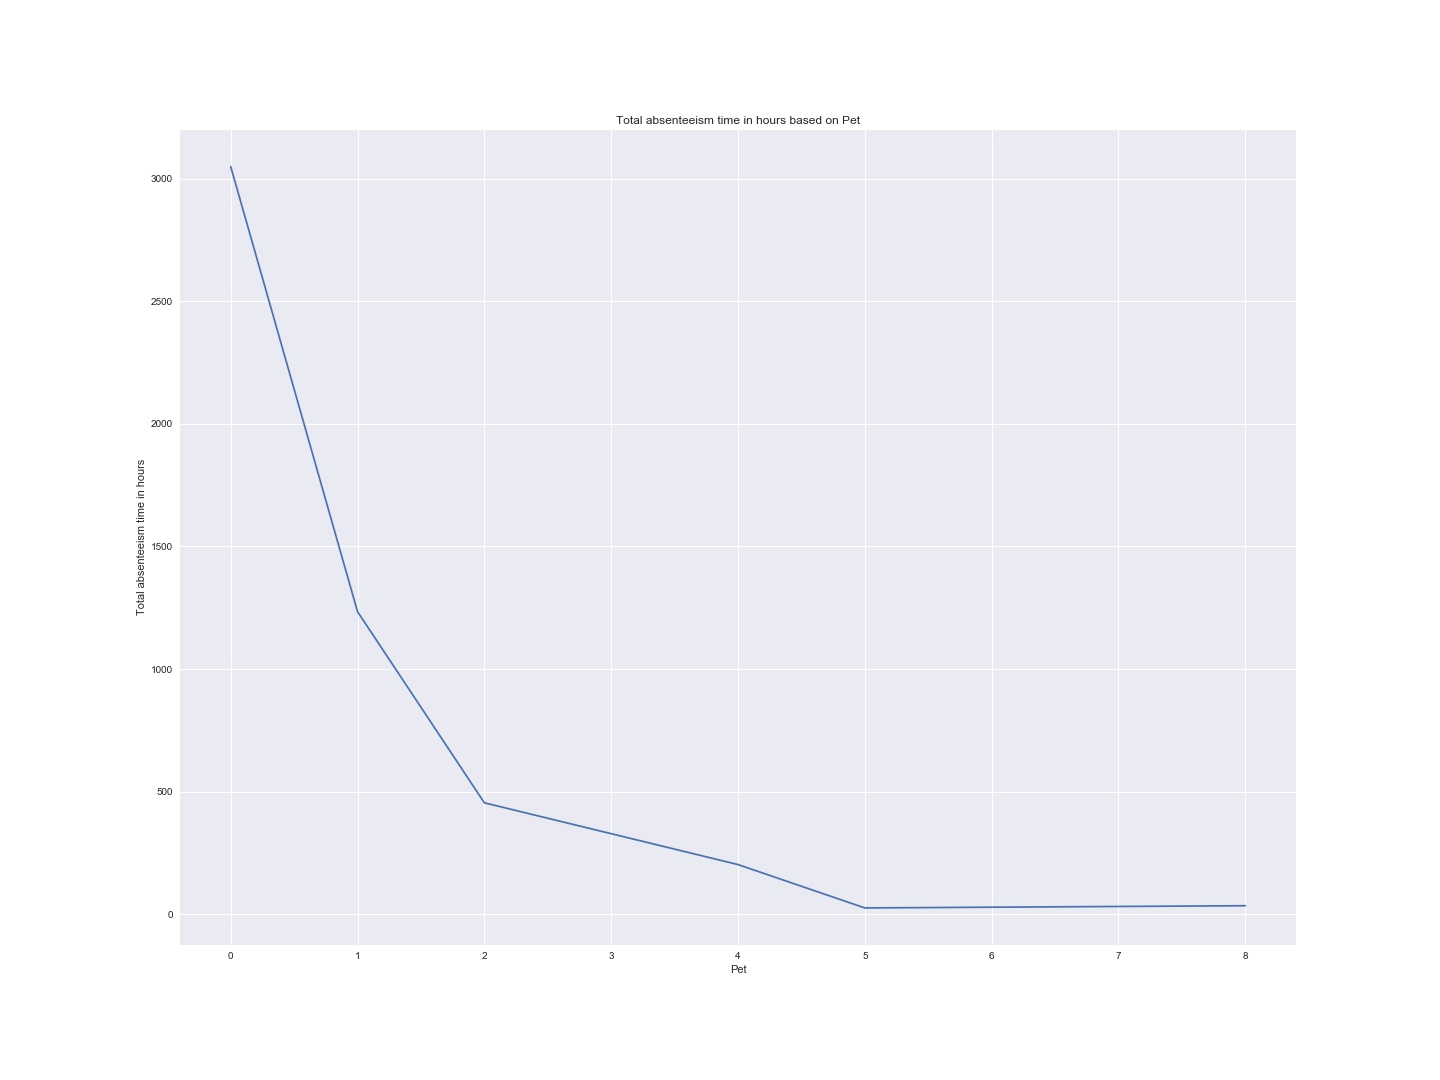 Total absenteeism time in hours based on Pet
3000
2500
2000
1500
1000
500
0
Total absenteeism time in hours
0 1 2 3 4 5 6 7 8
Pet